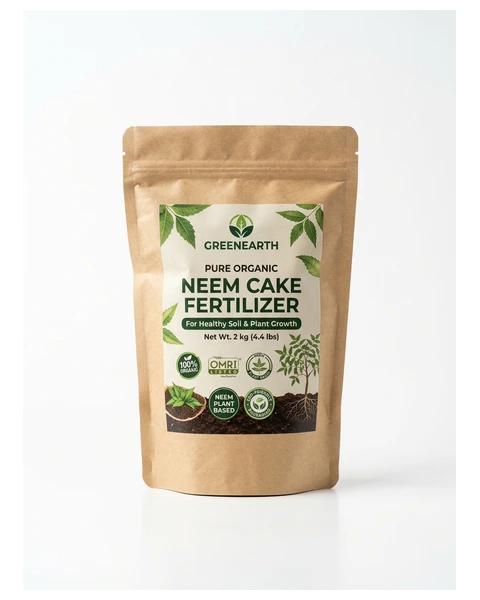 GREENEARTH
PURE ORGANIC
NEEM CAKE
FERTILIZER
For Healthy Soil & Plant Growth
Net Wt. 2 kg (4.4 lbs)
100%
ORGANIC
OMRI
LISTED
NEEM
PLANT
BASED